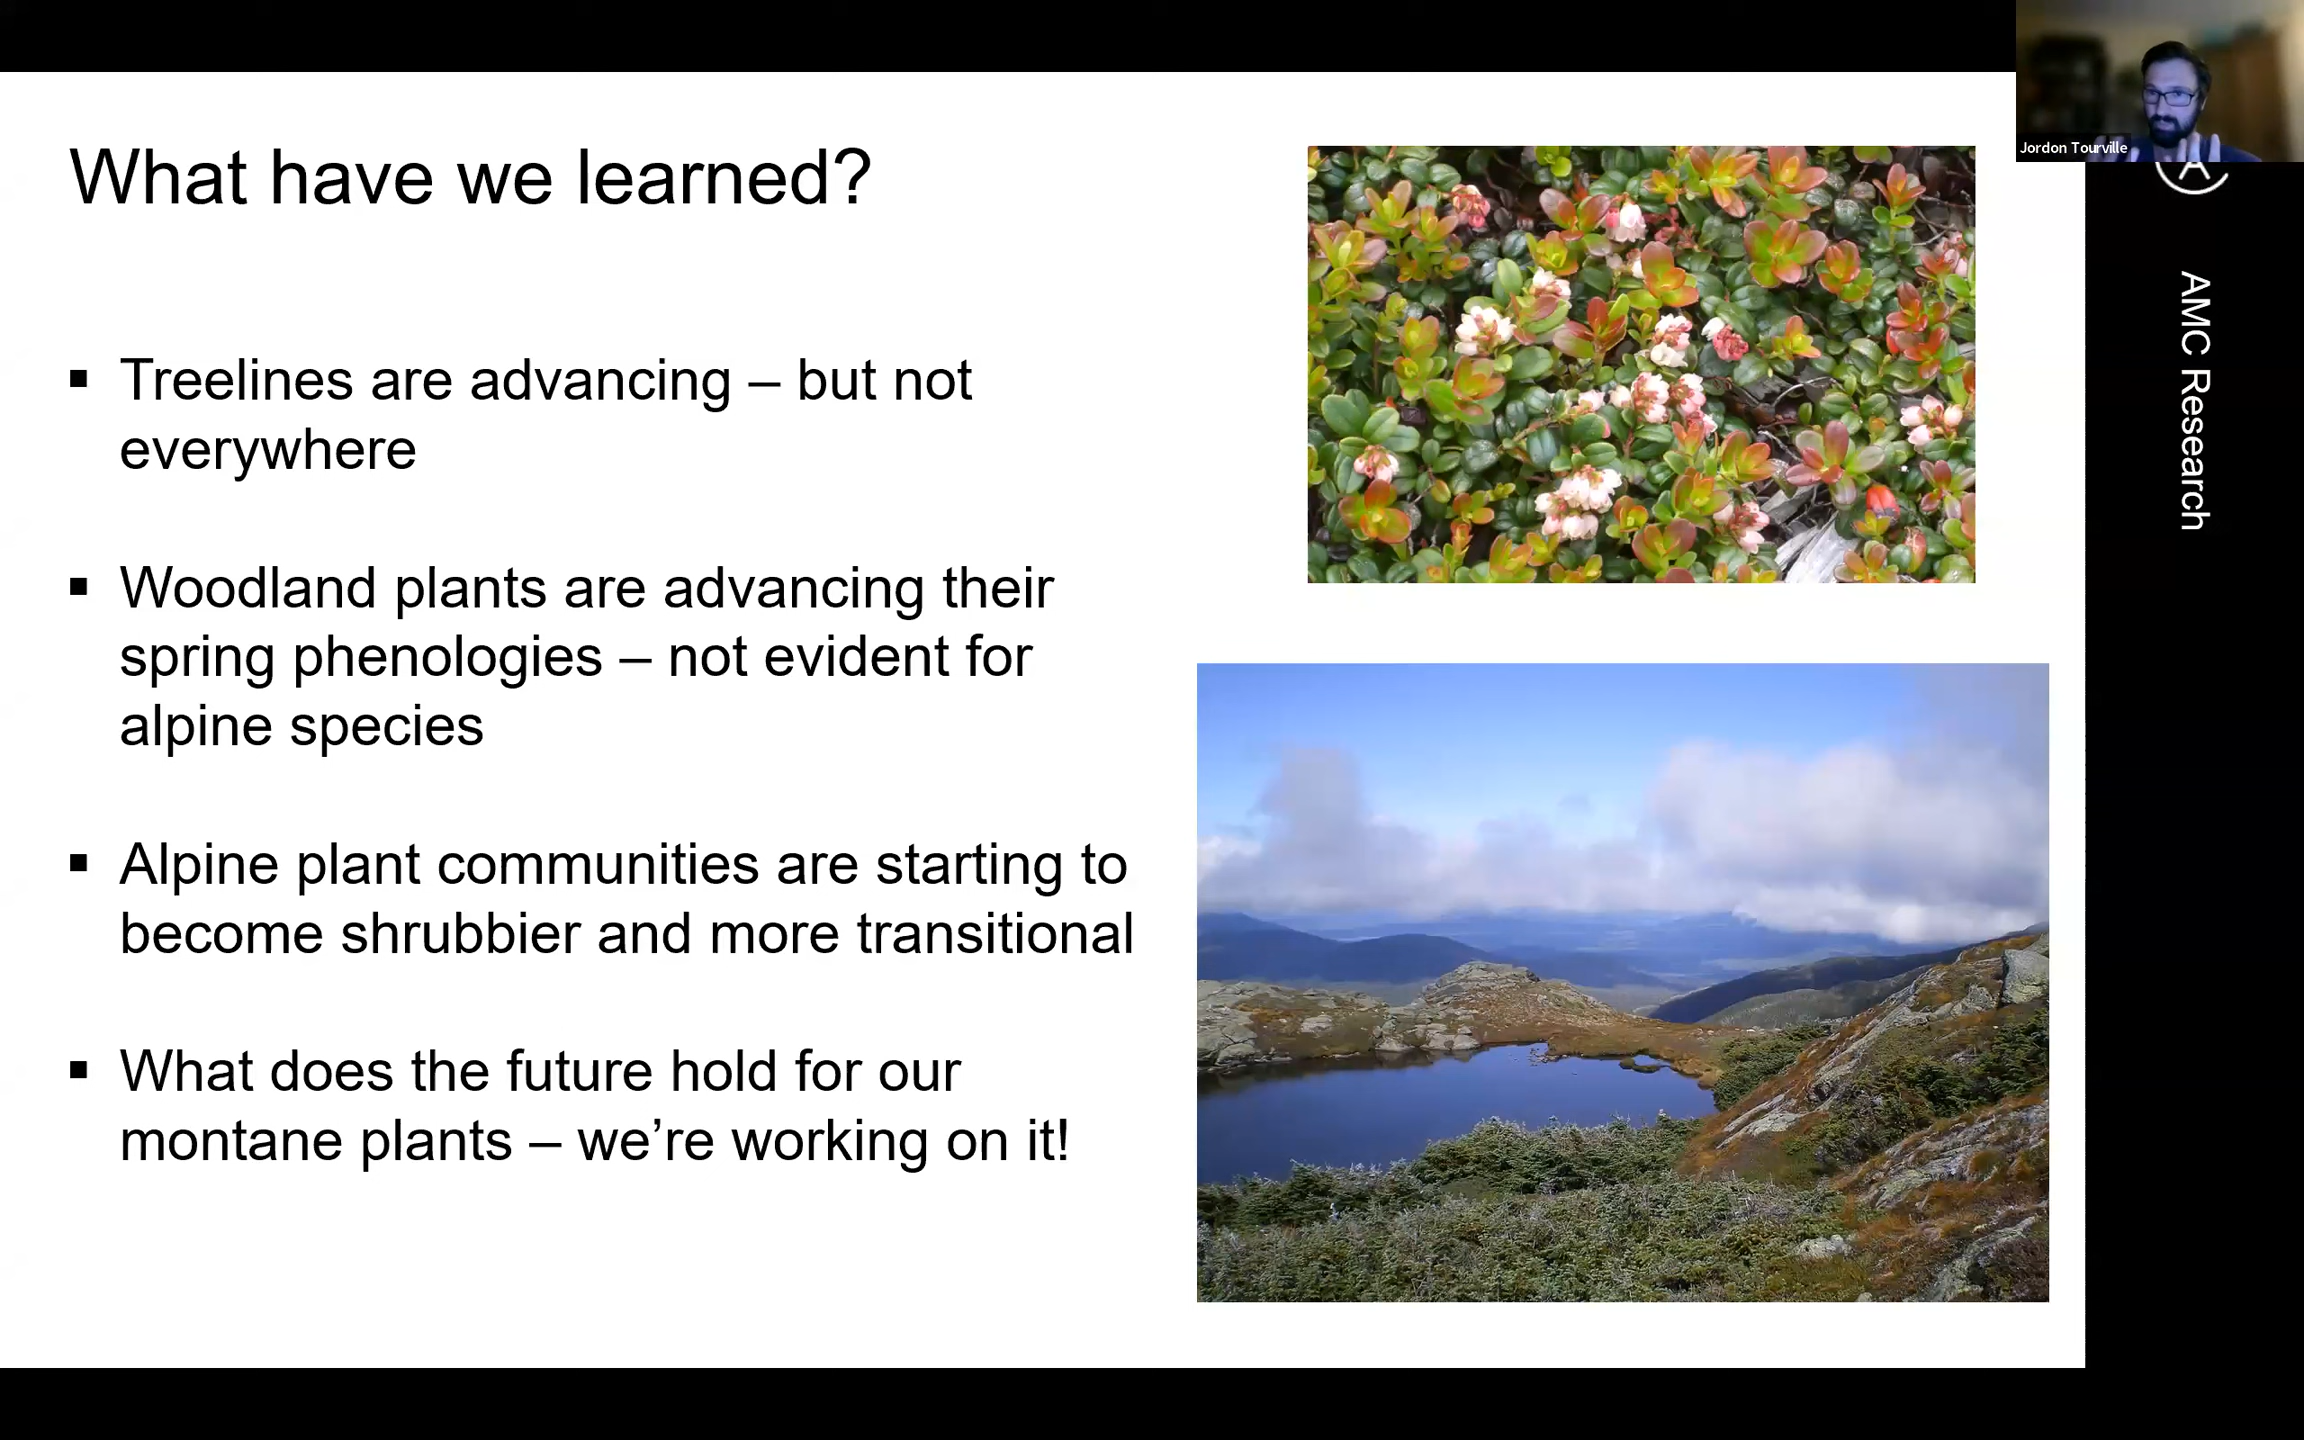 What have we learned?
▪ Treelines are advancing – but not
everywhere
▪ Woodland plants are advancing their
spring phenologies – not evident for
alpine species
▪ Alpine plant communities are starting to
become shrubbier and more transitional
▪ What does the future hold for our
montane plants – we’re working on it!
Jordon Tourville
AMC Research